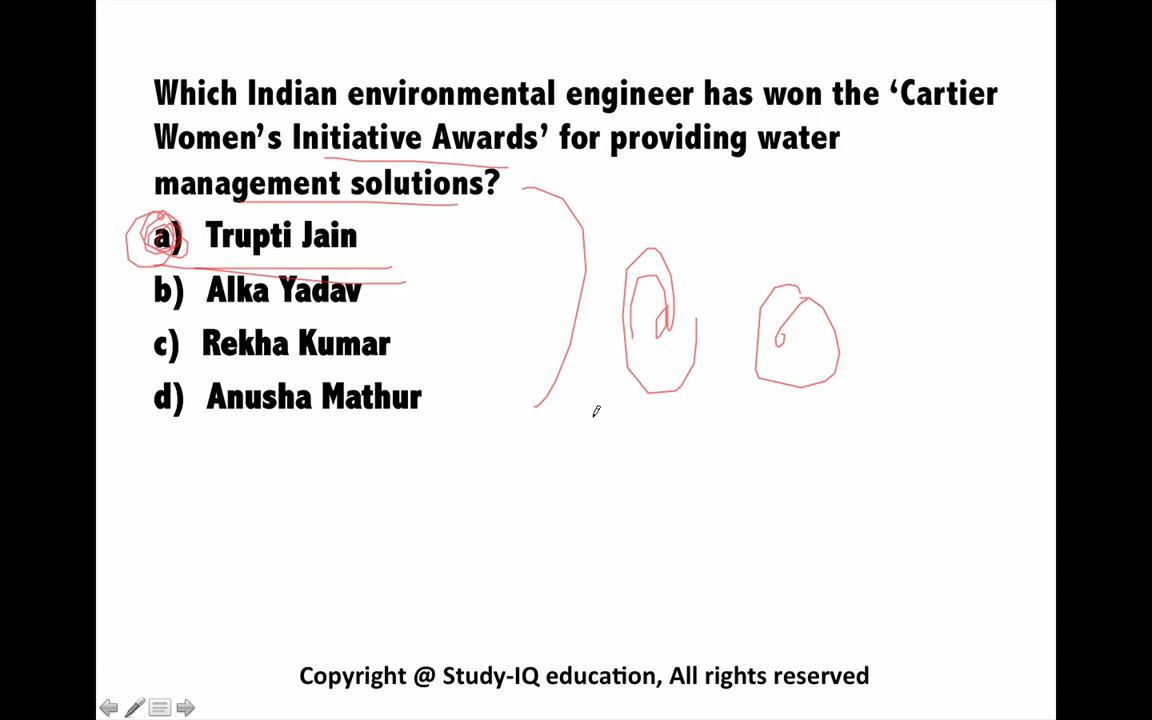 Which Indian environmental engineer has won the ‘Cartier
Women’s Initiative Awards’ for providing water
management solutions?
a) Trupti Jain
b) Alka Yadav
c) Rekha Kumar
d) Anusha Mathur
Copyright @ Study-IQ education, All rights reserved